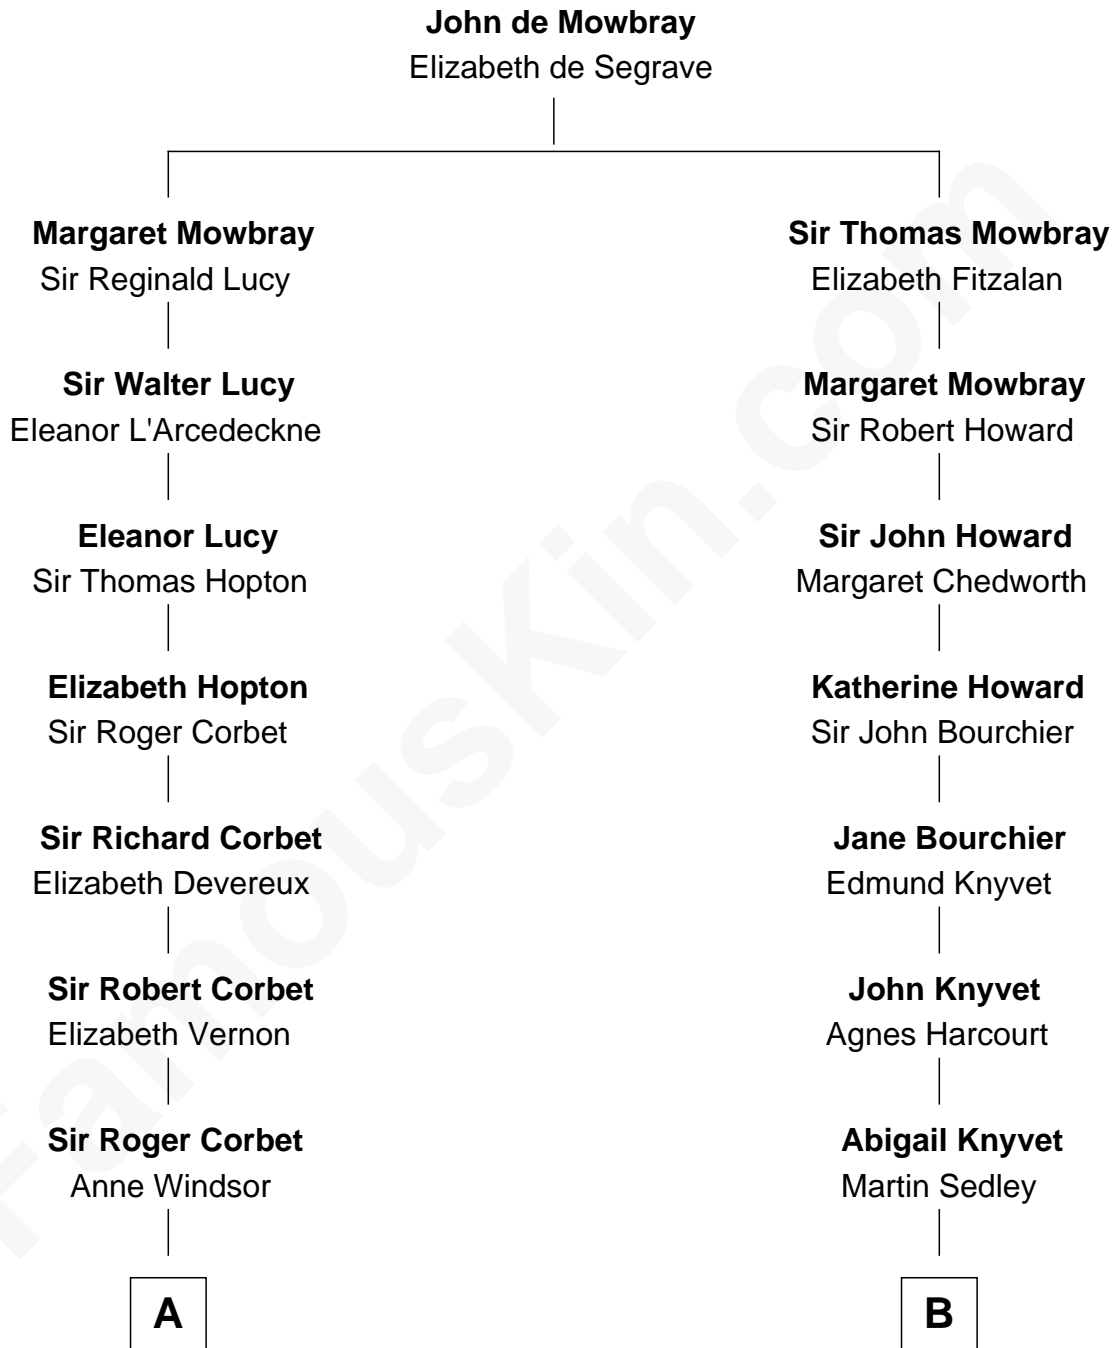 John de Mowbray
Elizabeth de Segrave
Margaret Mowbray
Sir Reginald Lucy
Sir Walter Lucy
Eleanor L'Arcedeckne
Eleanor Lucy
Sir Thomas Hopton
Elizabeth Hopton
Sir Roger Corbet
Sir Richard Corbet
Elizabeth Devereux
Sir Robert Corbet
Elizabeth Vernon
Sir Roger Corbet
Anne Windsor
A
Sir Thomas Mowbray
Elizabeth Fitzalan
Margaret Mowbray
Sir Robert Howard
Sir John Howard
Margaret Chedworth
Katherine Howard
Sir John Bourchier
Jane Bourchier
Edmund Knyvet
John Knyvet
Agnes Harcourt
Abigail Knyvet
Martin Sedley
B
FamousKin.com